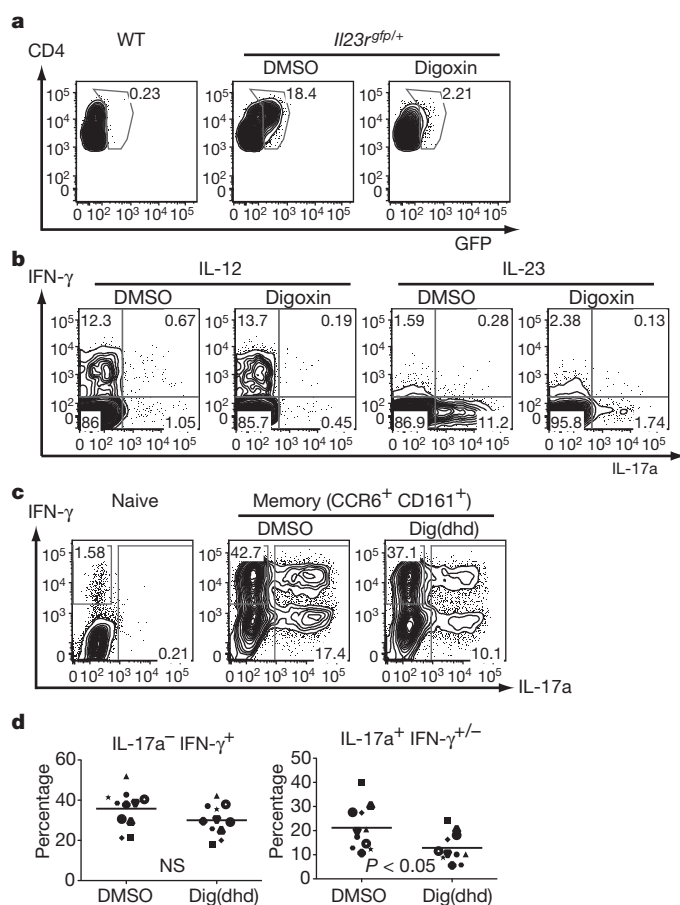 a
CD4 WT Il23r^gfp/+
DMSO Digoxin
0.23 18.4 2.21
10^5 10^5 10^5
10^4 10^4 10^4
10^3 10^3 10^3
10^2 10^2 10^2
0 0 0
0 10^2 10^3 10^4 10^5 0 10^2 10^3 10^4 10^5 0 10^2 10^3 10^4 10^5
GFP
b
IFN-γ IL-12 IL-23
DMSO Digoxin DMSO Digoxin
12.3 0.67 13.7 0.19 1.59 0.28 2.38 0.13
10^5 10^5 10^5 10^5
10^4 10^4 10^4 10^4
10^3 10^3 10^3 10^3
10^2 10^2 10^2 10^2
0 0 0 0
86 1.05 85.7 0.45 86.9 11.2 95.8 1.74
0 10^2 10^3 10^4 10^5 0 10^2 10^3 10^4 10^5 0 10^2 10^3 10^4 10^5 0 10^2 10^3 10^4 10^5
IL-17a
c
IFN-γ Naive Memory (CCR6^+ CD161^+)
DMSO Dig(dhd)
1.58 42.7 37.1
10^5 10^5 10^5
10^4 10^4 10^4
10^3 10^3 10^3
0 0 0
0.21 17.4 10.1
0 10^2 10^3 10^4 10^5 0 10^2 10^3 10^4 10^5 0 10^2 10^3 10^4 10^5
IL-17a
d
IL-17a^− IFN-γ^+ IL-17a^+ IFN-γ^+/−
Percentage Percentage
60 50
40 40
20 30
0 20
10
0
NS P < 0.05
DMSO Dig(dhd) DMSO Dig(dhd)